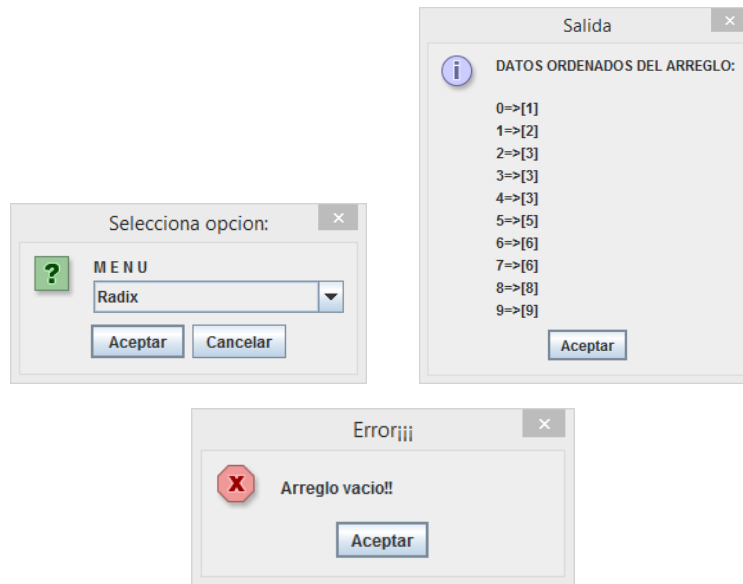 Selecciona opcion:
M E N U
Radix
Aceptar Cancelar
Salida
DATOS ORDENADOS DEL ARREGLO:
0=>[1]
1=>[2]
2=>[3]
3=>[3]
4=>[3]
5=>[5]
6=>[6]
7=>[6]
8=>[8]
9=>[9]
Aceptar
Error¡¡¡
Arreglo vacio!!
Aceptar